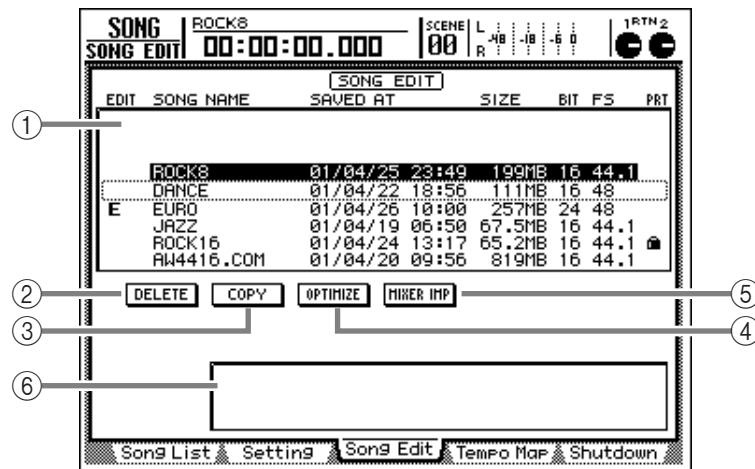 SONG
SONG EDIT
ROCK8
00:00:00.000
SCENE
00
L
R
-48 -18 -6 0
1 RTN 2
SONG EDIT
EDIT SONG NAME SAVED AT SIZE BIT FS PRT
ROCK8 01/04/25 23:49 199MB 16 44.1
DANCE 01/04/22 18:56 111MB 16 48
E EURO 01/04/26 10:00 257MB 24 48
JAZZ 01/04/19 06:50 67.5MB 16 44.1
ROCK16 01/04/24 13:17 65.2MB 16 44.1
AW4416.COM 01/04/20 09:56 819MB 16 44.1
DELETE COPY OPTIMIZE MIXER IMP
Song List Setting Song Edit Tempo Map Shutdown
①
②
③
④
⑤
⑥